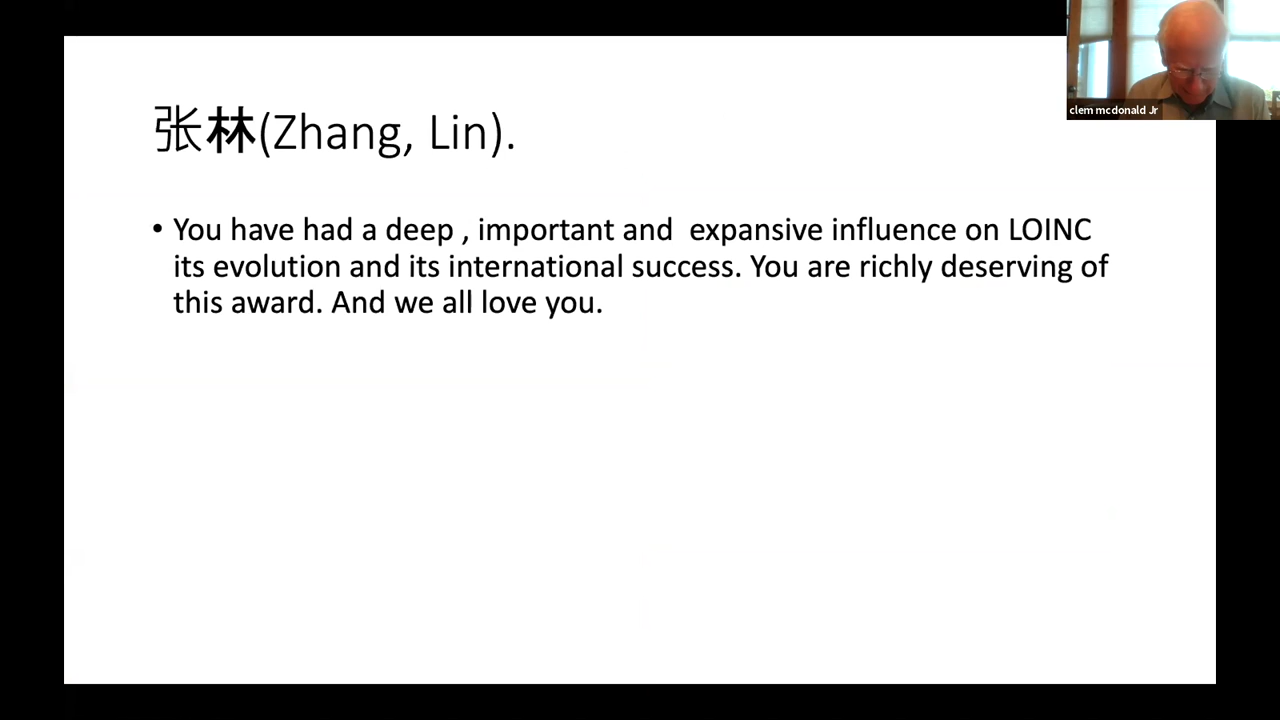 clem mcdonald Jr
张林(Zhang, Lin).
• You have had a deep , important and  expansive influence on LOINC
its evolution and its international success. You are richly deserving of
this award. And we all love you.